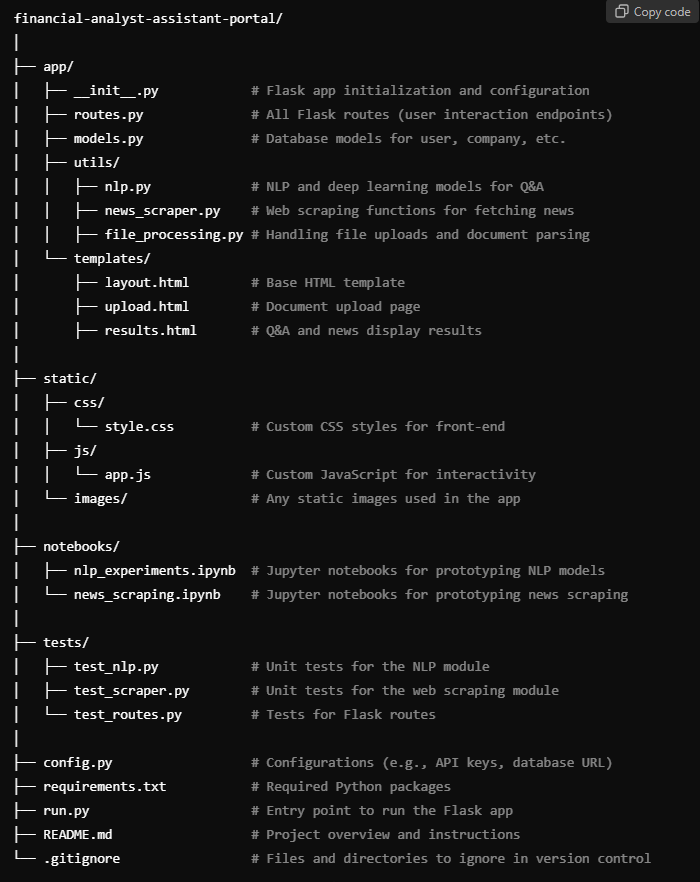 Copy code
financial-analyst-assistant-portal/
│
├── app/
│   ├── __init__.py            # Flask app initialization and configuration
│   ├── routes.py              # All Flask routes (user interaction endpoints)
│   ├── models.py              # Database models for user, company, etc.
│   ├── utils/
│   │   ├── nlp.py             # NLP and deep learning models for Q&A
│   │   ├── news_scraper.py    # Web scraping functions for fetching news
│   │   ├── file_processing.py # Handling file uploads and document parsing
│   └── templates/
│       ├── layout.html        # Base HTML template
│       ├── upload.html        # Document upload page
│       ├── results.html       # Q&A and news display results
│
├── static/
│   ├── css/
│   │   └── style.css          # Custom CSS styles for front-end
│   ├── js/
│   │   └── app.js             # Custom JavaScript for interactivity
│   └── images/                # Any static images used in the app
│
├── notebooks/
│   ├── nlp_experiments.ipynb  # Jupyter notebooks for prototyping NLP models
│   └── news_scraping.ipynb    # Jupyter notebooks for prototyping news scraping
│
├── tests/
│   ├── test_nlp.py            # Unit tests for the NLP module
│   ├── test_scraper.py        # Unit tests for the web scraping module
│   └── test_routes.py         # Tests for Flask routes
│
├── config.py                  # Configurations (e.g., API keys, database URL)
├── requirements.txt           # Required Python packages
├── run.py                     # Entry point to run the Flask app
├── README.md                  # Project overview and instructions
└── .gitignore                 # Files and directories to ignore in version control